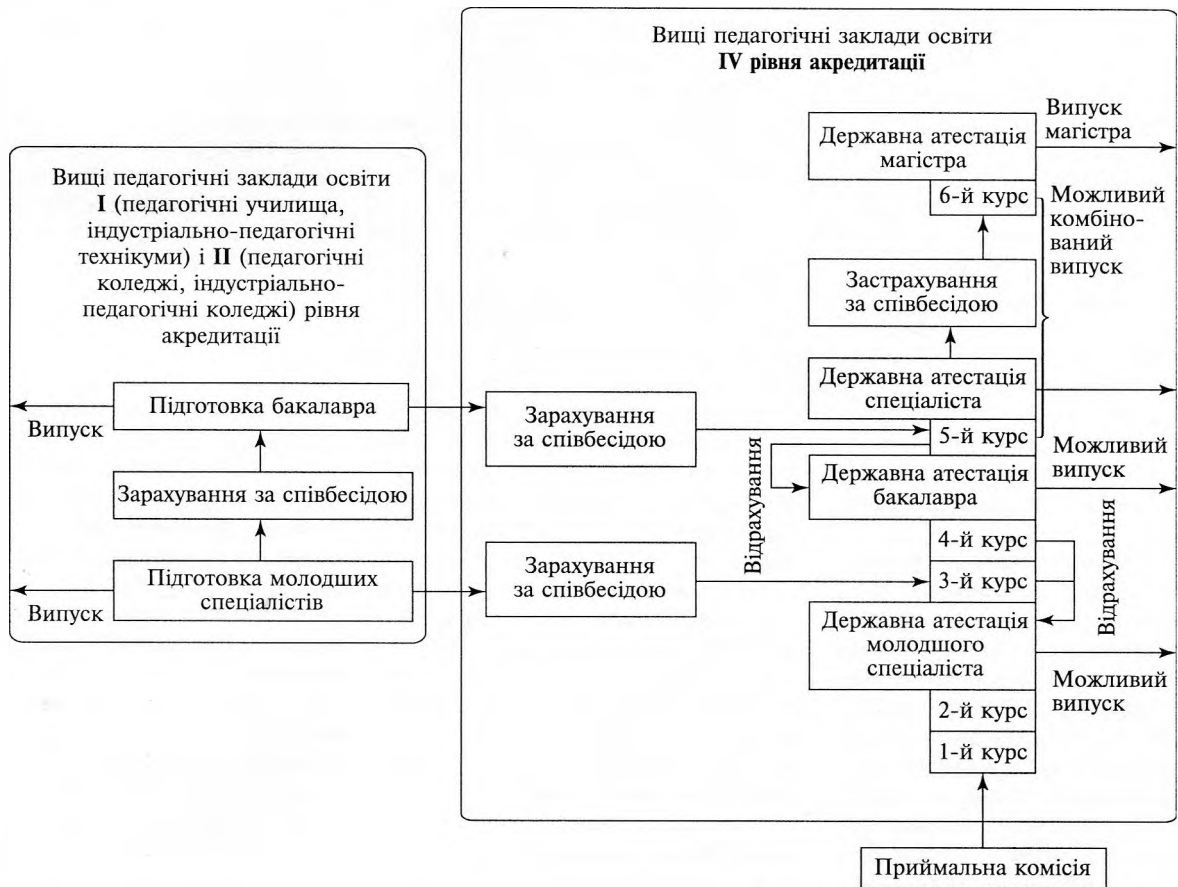 Вищі педагогічні заклади освіти
IV рівня акредитації
Вищі педагогічні заклади освіти
I (педагогічні училища,
індустріально-педагогічні
технікуми) і II (педагогічні
коледжі, індустріально-
педагогічні коледжі) рівня
акредитації
Підготовка бакалавра
Випуск
Зарахування за співбесідою
Підготовка молодших
спеціалістів
Випуск
Зарахування
за співбесідою
Зарахування
за співбесідою
Державна атестація
магістра
Випуск
магістра
6-й курс
Можливий
комбіно-
ваний
випуск
Застрахування
за співбесідою
Державна атестація
спеціаліста
5-й курс
Відрахування
Державна атестація
бакалавра
Можливий
випуск
4-й курс
3-й курс
Відрахування
Державна атестація
молодшого
спеціаліста
Можливий
випуск
2-й курс
1-й курс
Приймальна комісія